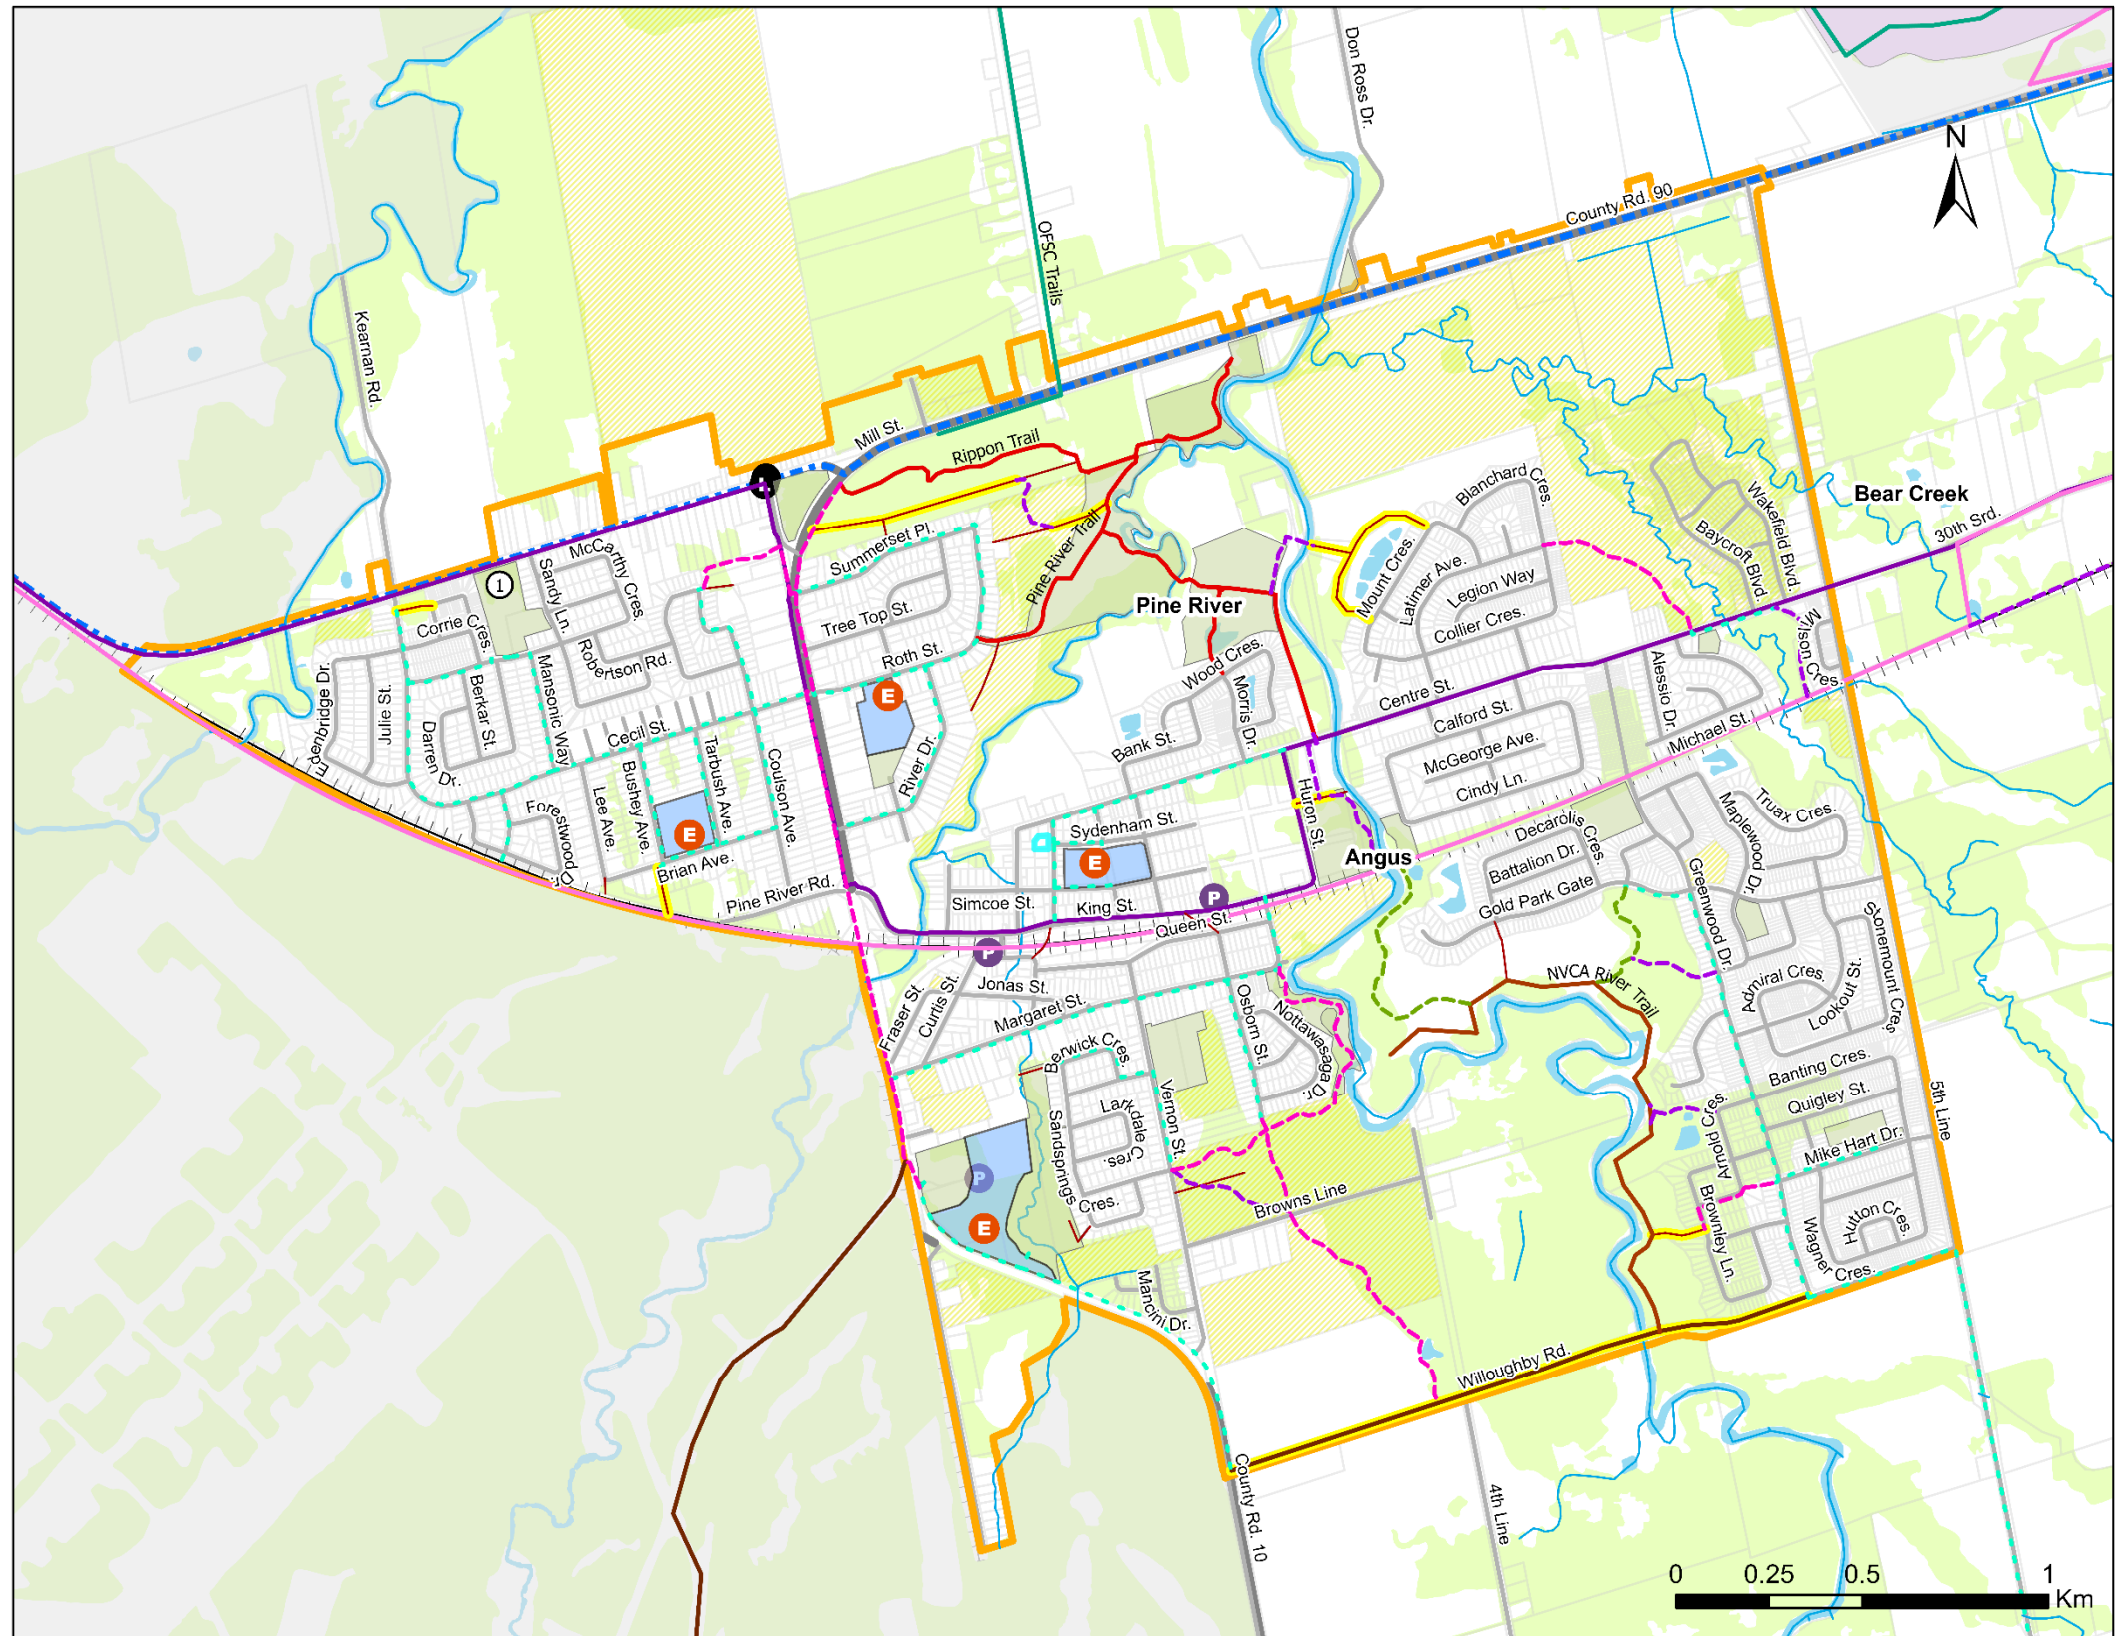 Don Ross Dr.
N
County Rd. 90
OFSC Trails
Kearnan Rd.
Mill St.
Rippon Trail
Blanchard Cres.
Bear Creek
Wakefield Blvd.
30th Srd.
Baycroft Blvd.
1
McCarthy Cres.
Sandy Ln.
Summerset Pl.
Pine River Trail
Mount Cres.
Latimer Ave.
Legion Way
Pine River
Collier Cres.
Tree Top St.
Corrie Cres.
Robertson Rd.
Roth St.
Wilson Cres.
Wood Cres.
Edenbridge Dr.
Julie St.
Berkar St.
Mansonic Way
E
Morris Dr.
Centre St.
Alessio Dr.
Calford St.
Michael St.
Darren Dr.
Cecil St.
Tarbush Ave.
Coulson Ave.
River Dr.
Bank St.
McGeorge Ave.
Cindy Ln.
Bushey Ave.
Lee Ave.
Forestwood Dr.
Huron St.
Maplewood Dr.
Truax Cres.
E
Sydenham St.
Decarolis Cres.
E
Angus
Battalion Dr.
Brian Ave.
Gold Park Gate
Greenwood Dr.
Pine River Rd.
Simcoe St.
King St.
P
Queen St.
P
Stonemount Cres.
Jonas St.
NVCA River Trail
Admiral Cres.
Lookout St.
Fraser St.
Curtis St.
Margaret St.
Osborn St.
Nottawasaga Dr.
Berwick Cres.
Banting Cres.
Quigley St.
5th Line
Larkdale Cres.
Sandsprings Cres.
Vernon St.
Arnold Cres.
Mike Hart Dr.
P
Browns Line
E
Brownley Ln.
Wagner Cres.
Hutton Cres.
Mancini Dr.
Willoughby Rd.
County Rd. 10
4th Line
0 0.25 0.5 1
Km